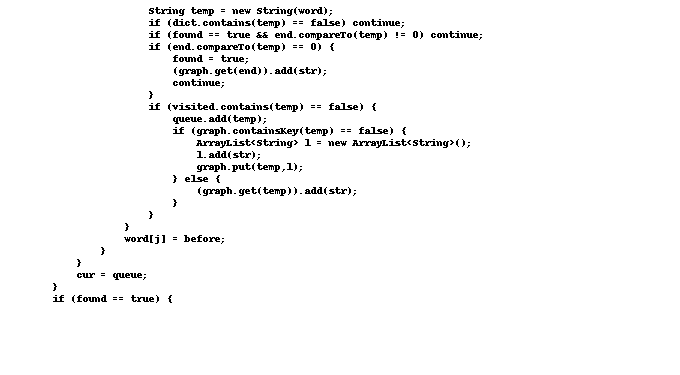 String temp = new String(word);
if (dict.contains(temp) == false) continue;
if (found == true && end.compareTo(temp) != 0) continue;
if (end.compareTo(temp) == 0) {
found = true;
(graph.get(end)).add(str);
continue;
}
if (visited.contains(temp) == false) {
queue.add(temp);
if (graph.containsKey(temp) == false) {
ArrayList<String> l = new ArrayList<String>();
l.add(str);
graph.put(temp,l);
} else {
(graph.get(temp)).add(str);
}
}
}
word[j] = before;
}
}
cur = queue;
}
if (found == true) {